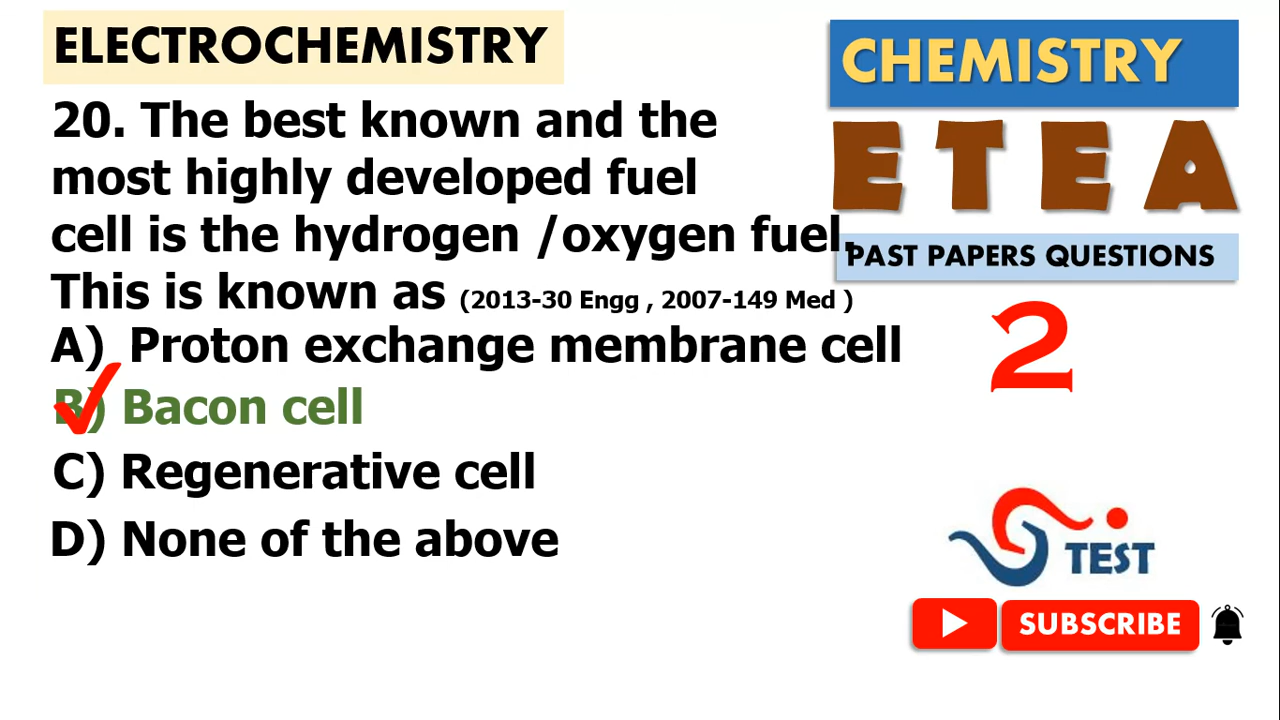 ELECTROCHEMISTRY
CHEMISTRY
ETEA
PAST PAPERS QUESTIONS
2
20. The best known and the
most highly developed fuel
cell is the hydrogen /oxygen fuel.
This is known as (2013-30 Engg , 2007-149 Med )
A) Proton exchange membrane cell
B) Bacon cell
C) Regenerative cell
D) None of the above
TEST
SUBSCRIBE